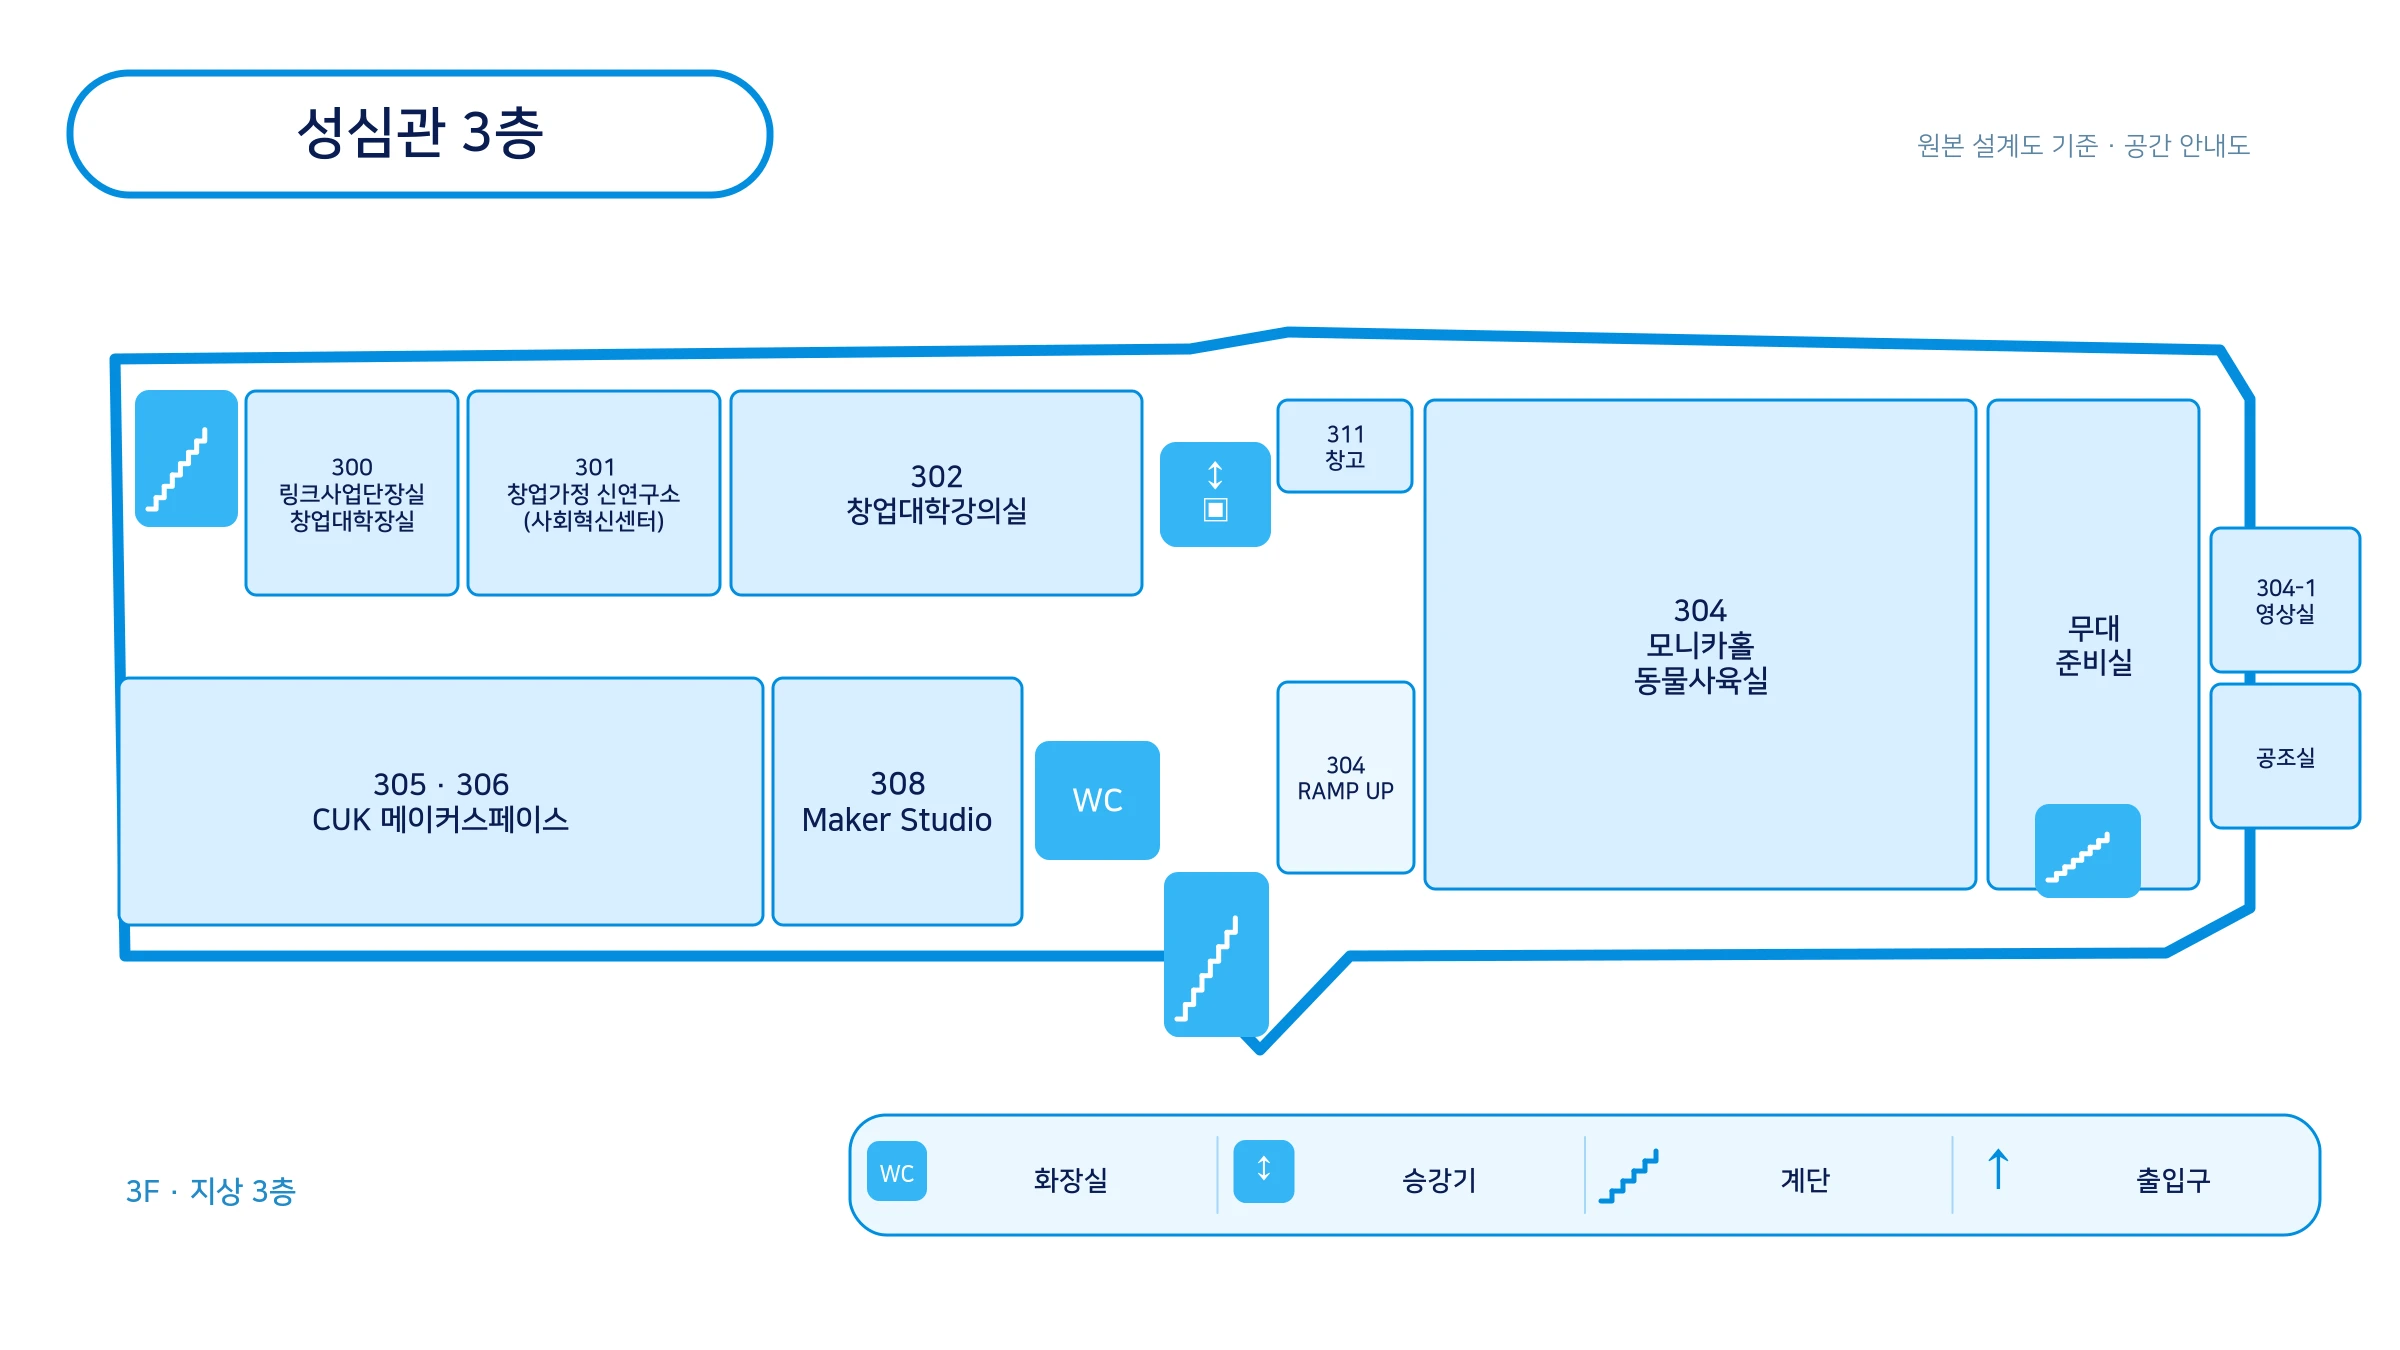 성심관 3층
원본 설계도 기준 · 공간 안내도
300
링크사업단장실
창업대학장실
301
창업가정 신연구소
(사회혁신센터)
302
창업대학강의실
311
창고
304
모니카홀
동물사육실
무대
준비실
304-1
영상실
공조실
305 · 306
CUK 메이커스페이스
308
Maker Studio
WC
304
RAMP UP
3F · 지상 3층
WC
화장실
승강기
계단
출입구